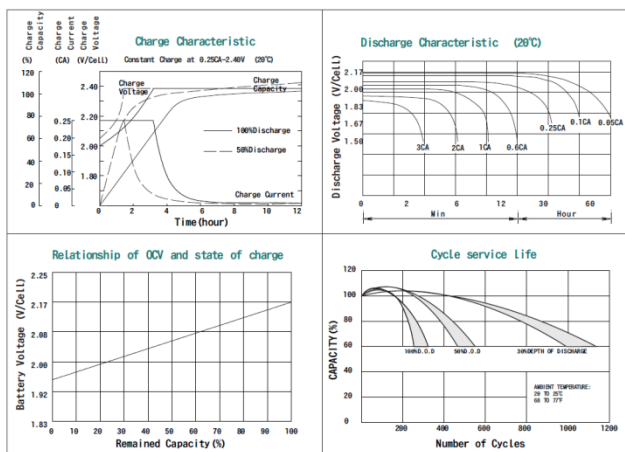 Charge Characteristic
Constant Charge at 0.25CA-2.40V (20℃)
Charge Capacity
Charge Current
Charge Voltage
(%) (CA) (V/Cell)
120
100
80
60
40
20
0
0.25
0.20
0.15
0.10
0.05
0
2.40
2.20
2.00
1.80
Charge Voltage
Charge Capacity
100%Discharge
50%Discharge
Charge Current
0 2 4 6 8 10 12
Time(hour)
Discharge Characteristic (20℃)
Discharge Voltage (V/Cell)
2.17
2.00
1.83
1.67
1.50
3CA 2CA 1CA 0.6CA 0.25CA 0.1CA 0.05CA
0 2 6 12 30 60
Min Hour
Relationship of OCV and state of charge
Battery Voltage (V/Cell)
2.25
2.17
2.08
2.00
1.92
1.83
0 10 20 30 40 50 60 70 80 90 100
Remained Capacity(%)
Cycle service life
CAPACITY(%)
120
100
80
60
40
20
0
100%D.O.D 50%D.O.D 30%DEPTH OF DISCHARGE
AMBIENT TEMPERATURE:
20 TO 25℃
68 TO 77℉
200 400 600 800 1000 1200
Number of Cycles